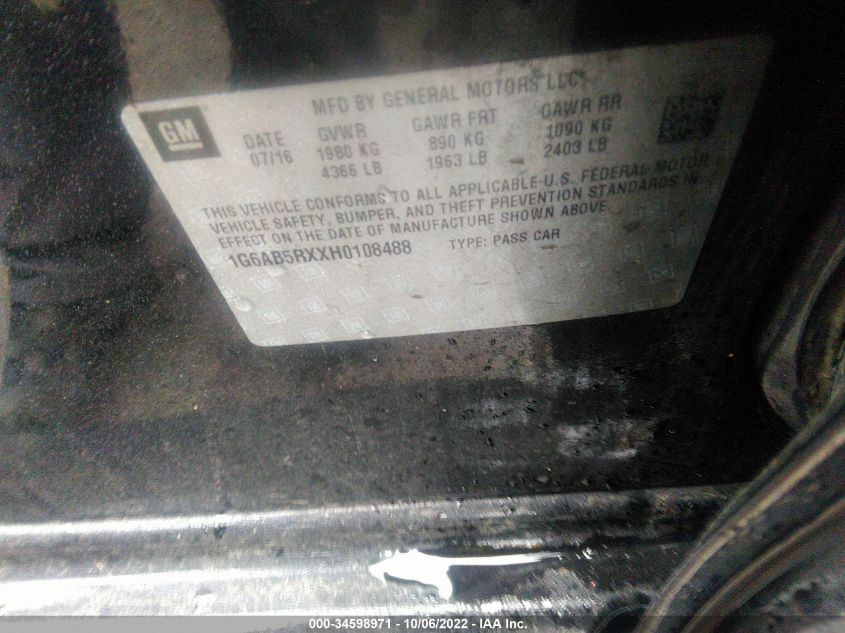 MFD BY GENERAL MOTORS LLC
GM
DATE GVWR GAWR FRT GAWR RR
07/16 1980 KG 890 KG 1090 KG
4366 LB 1963 LB 2403 LB
THIS VEHICLE CONFORMS TO ALL APPLICABLE U.S. FEDERAL MOTOR
VEHICLE SAFETY, BUMPER, AND THEFT PREVENTION STANDARDS IN
EFFECT ON THE DATE OF MANUFACTURE SHOWN ABOVE
1G6AB5RXXH0108488 TYPE: PASS CAR
000-34598971 - 10/06/2022 - IAA Inc.